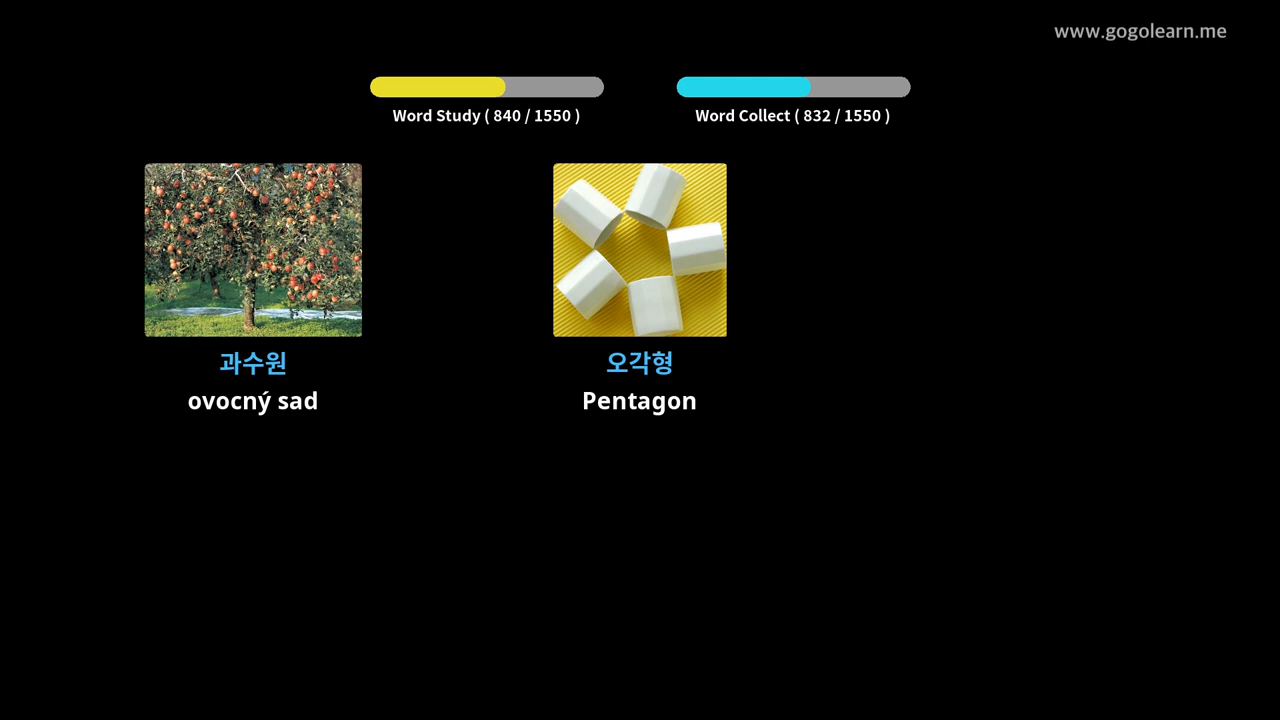 www.gogolearn.me
Word Study ( 840 / 1550 )
Word Collect ( 832 / 1550 )
과수원
ovocný sad
오각형
Pentagon